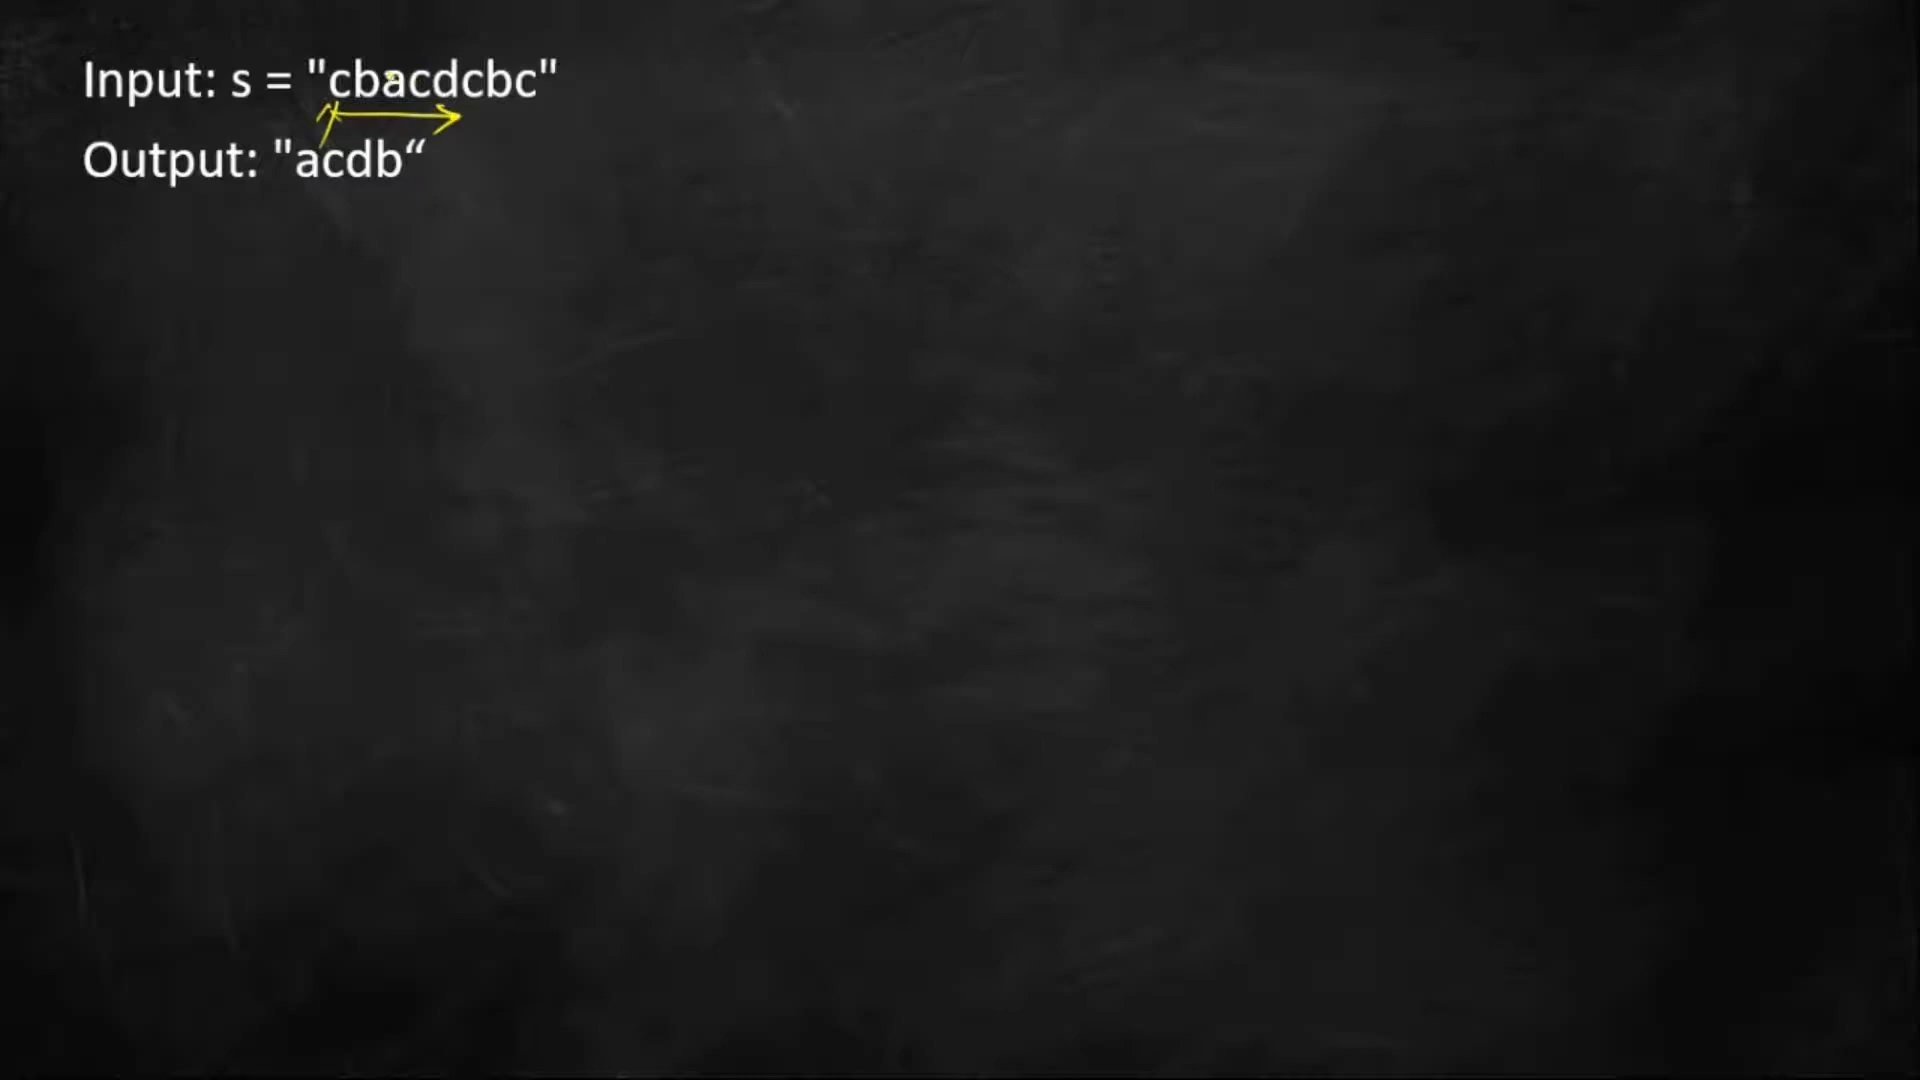 Input: s = "cbacdcbc"
Output: "acdb“